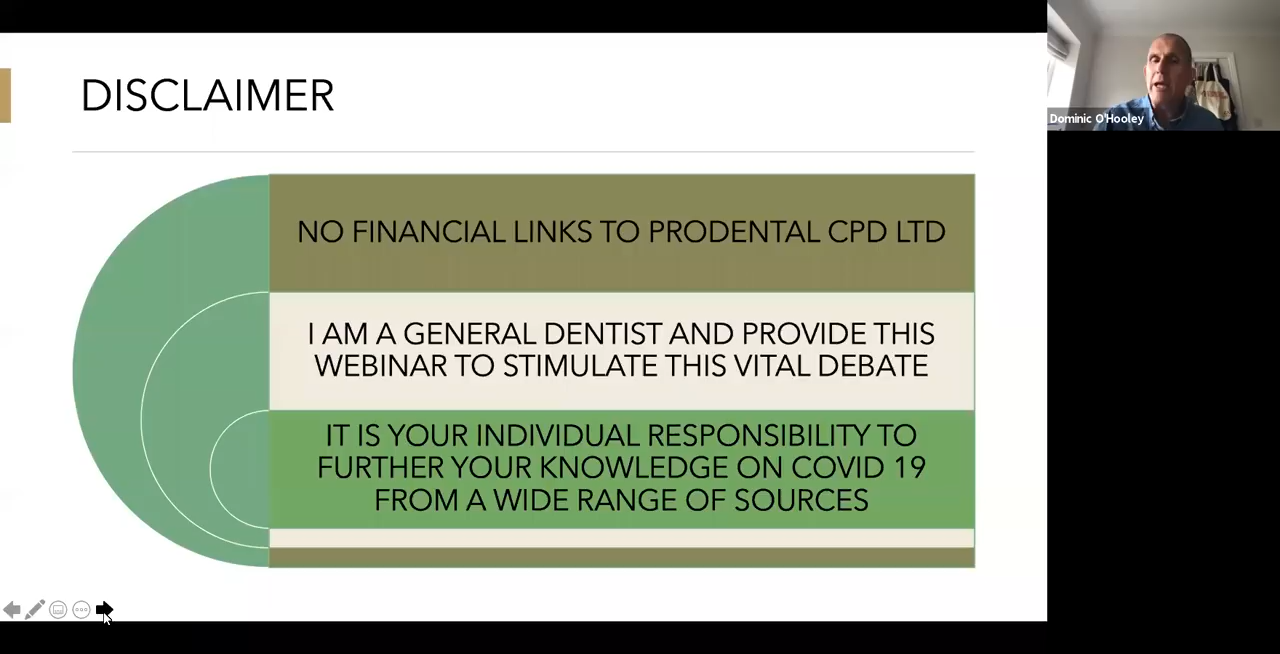 DISCLAIMER
NO FINANCIAL LINKS TO PRODENTAL CPD LTD
I AM A GENERAL DENTIST AND PROVIDE THIS
WEBINAR TO STIMULATE THIS VITAL DEBATE
IT IS YOUR INDIVIDUAL RESPONSIBILITY TO
FURTHER YOUR KNOWLEDGE ON COVID 19
FROM A WIDE RANGE OF SOURCES
Dominic O'Hooley